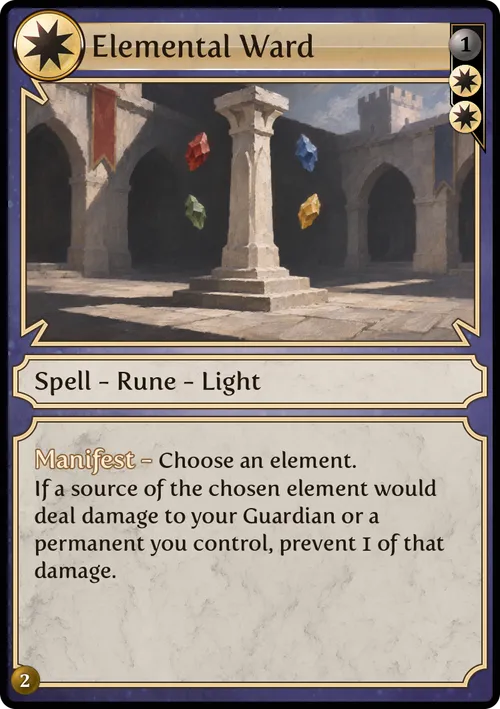 Elemental Ward
1
Spell - Rune - Light
Manifest - Choose an element.
If a source of the chosen element would
deal damage to your Guardian or a
permanent you control, prevent 1 of that
damage.
2